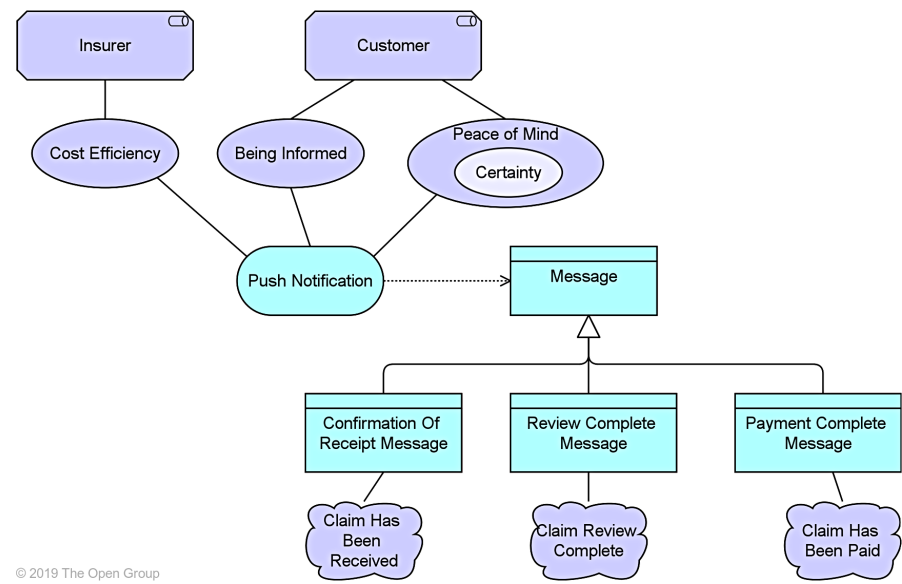 Insurer
Customer
Cost Efficiency
Being Informed
Peace of Mind
Certainty
Push Notification
Message
Confirmation Of
Receipt Message
Review Complete
Message
Payment Complete
Message
Claim Has
Been
Received
Claim Review
Complete
Claim Has
Been Paid
© 2019 The Open Group